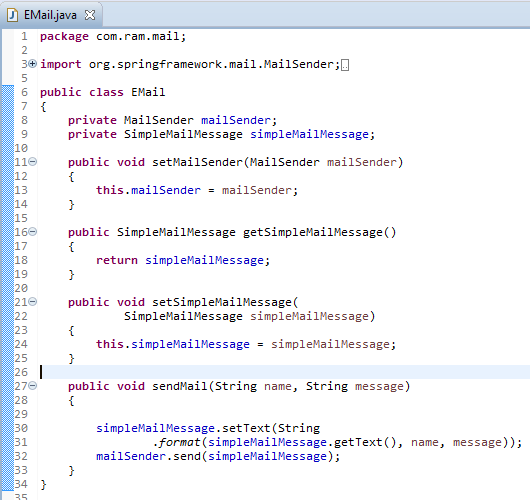 EMail.java
1 package com.ram.mail;
2
3 import org.springframework.mail.MailSender;
5
6 public class EMail
7 {
8     private MailSender mailSender;
9     private SimpleMailMessage simpleMailMessage;
10
11     public void setMailSender(MailSender mailSender)
12     {
13         this.mailSender = mailSender;
14     }
15
16     public SimpleMailMessage getSimpleMailMessage()
17     {
18         return simpleMailMessage;
19     }
20
21     public void setSimpleMailMessage(
22             SimpleMailMessage simpleMailMessage)
23     {
24         this.simpleMailMessage = simpleMailMessage;
25     }
26
27     public void sendMail(String name, String message)
28     {
29
30         simpleMailMessage.setText(String
31                 .format(simpleMailMessage.getText(), name, message));
32         mailSender.send(simpleMailMessage);
33     }
34 }
35